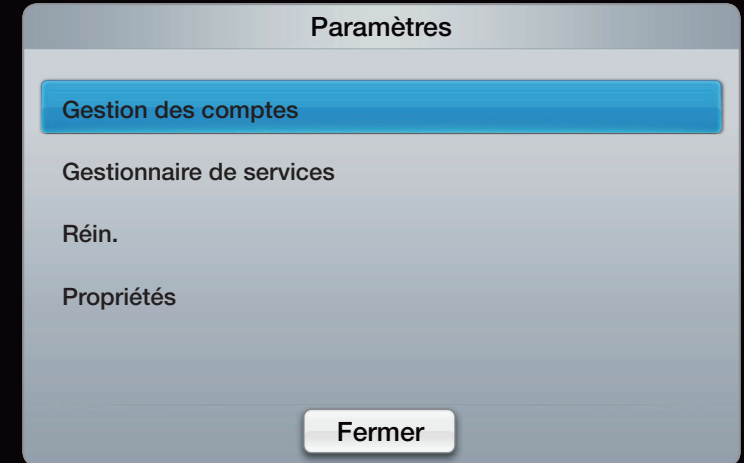 Paramètres
Gestion des comptes
Gestionnaire de services
Réin.
Propriétés
Fermer